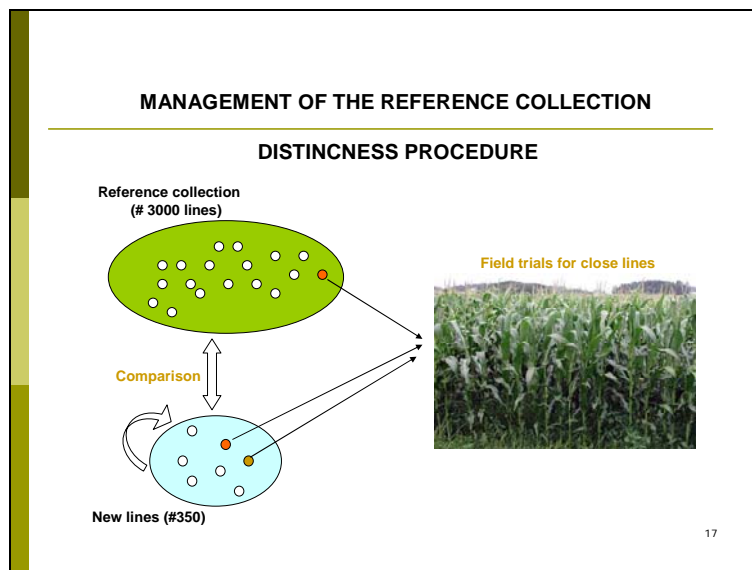 MANAGEMENT OF THE REFERENCE COLLECTION
DISTINCNESS PROCEDURE
Reference collection
(# 3000 lines)
Field trials for close lines
Comparison
New lines (#350)
17